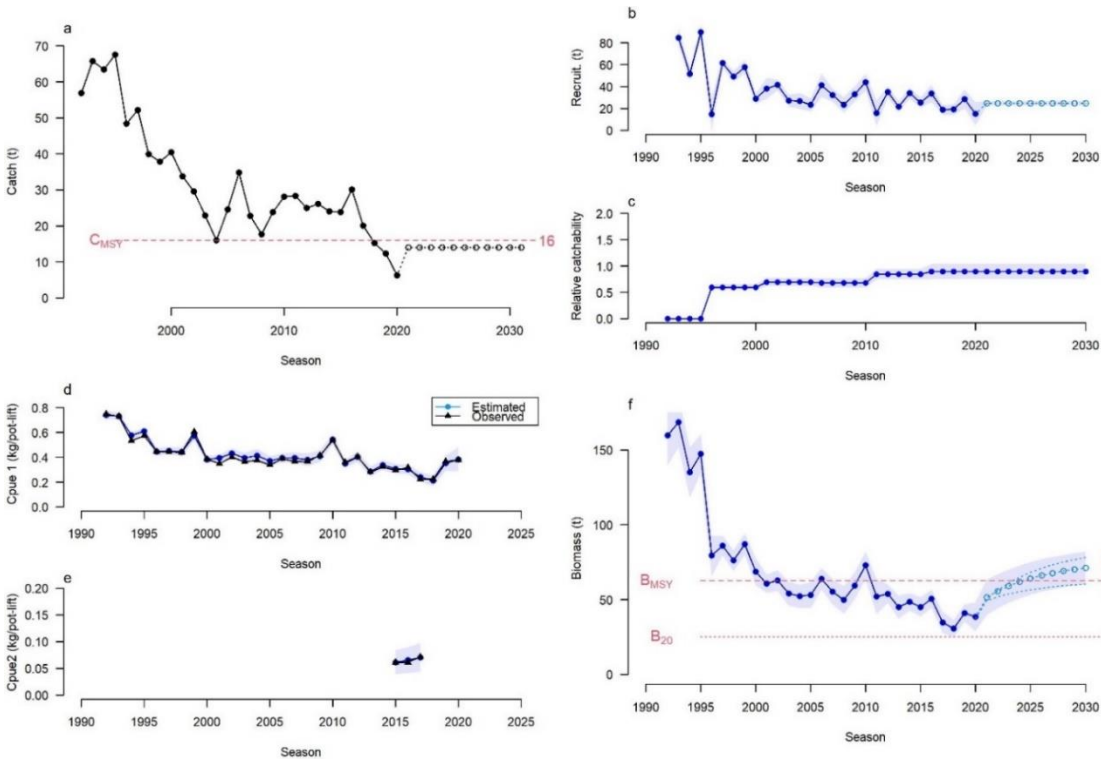 a
70
60
50
40
30
20
10
0
Catch (t)
C_MSY
16
2000 2010 2020 2030
Season
b
80
60
40
20
0
Recruit. (t)
1990 1995 2000 2005 2010 2015 2020 2030
Season
c
2.0
1.5
1.0
0.5
0.0
Relative catchability
1990 1995 2000 2005 2010 2015 2020 2030
Season
d
0.8
0.6
0.4
0.2
0.0
Cpue 1 (kg/pot-lift)
Estimated
Observed
1990 1995 2000 2005 2010 2015 2020 2025
Season
e
0.20
0.15
0.10
0.05
0.00
Cpue2 (kg/pot-lift)
1990 1995 2000 2005 2010 2015 2020 2025
Season
f
150
100
50
0
Biomass (t)
B_MSY
B_20
1990 1995 2000 2005 2010 2015 2020 2030
Season